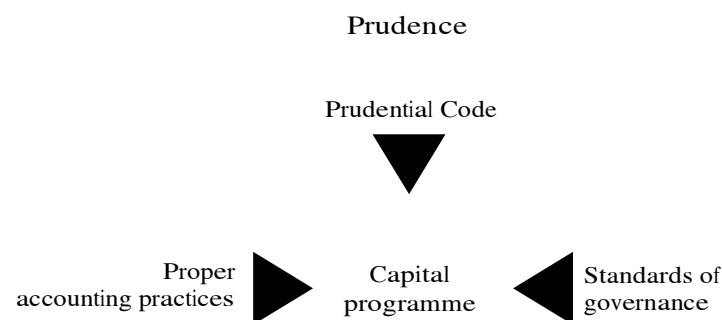 Prudence
Prudential Code
Proper
accounting practices
Capital
programme
Standards of
governance